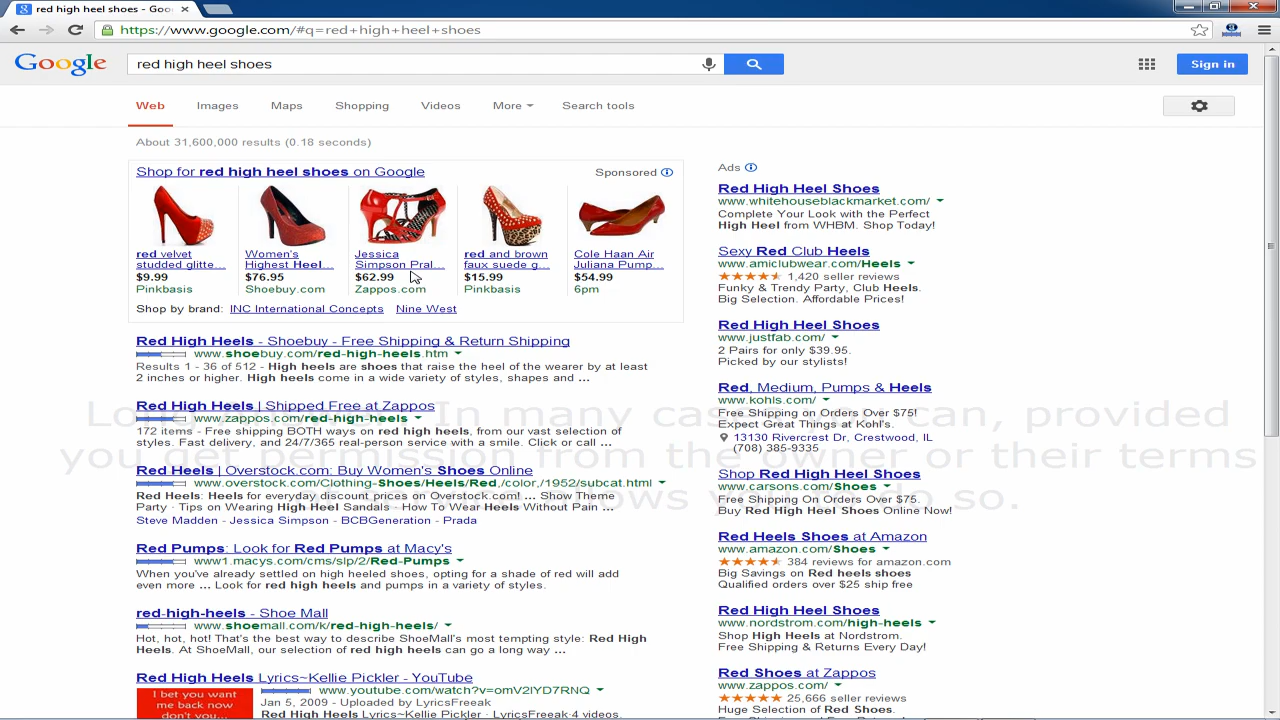 red high heel shoes - Goo
https://www.google.com/#q=red+high+heel+shoes
Google
red high heel shoes
Sign in
Web Images Maps Shopping Videos More Search tools
About 31,600,000 results (0.18 seconds)
Shop for red high heel shoes on Google
Sponsored
red velvet
studded glitte...
$9.99
Pinkbasis
Women's
Highest Heel...
$76.95
Shoebuy.com
Jessica
Simpson Pral...
$62.99
Zappos.com
red and brown
faux suede g...
$15.99
Pinkbasis
Cole Haan Air
Juliana Pump...
$54.99
6pm
Shop by brand: INC International Concepts Nine West
Red High Heels - Shoebuy - Free Shipping & Return Shipping
www.shoebuy.com/red-high-heels.htm
Results 1 - 36 of 512 - High heels are shoes that raise the heel of the wearer by at least
2 inches or higher. High heels come in a wide variety of styles, shapes and ...
Red High Heels | Shipped Free at Zappos
www.zappos.com/red-high-heels
172 items - Free shipping BOTH ways on red high heels, from our vast selection of
styles. Fast delivery, and 24/7/365 real-person service with a smile. Click or call ...
Red Heels | Overstock.com: Buy Women's Shoes Online
www.overstock.com/Clothing-Shoes/Heels/Red,/color,/1952/subcat.html
Red Heels: Heels for everyday discount prices on Overstock.com! ... Show Theme
Party · Tips on Wearing High Heel Sandals · How To Wear Heels Without Pain ...
Steve Madden - Jessica Simpson - BCBGeneration - Prada
Red Pumps: Look for Red Pumps at Macy's
www1.macys.com/cms/slp/2/Red-Pumps
When you've already settled on high heeled shoes, opting for a shade of red will add
even more ... Look for red high heels and pumps in a variety of styles.
red-high-heels - Shoe Mall
www.shoemall.com/k/red-high-heels/
Hot, hot, hot! That's the best way to describe ShoeMall's most tempting style: Red High
Heels. At ShoeMall, our selection of red high heels can go a long way ...
Red High Heels Lyrics~Kellie Pickler - YouTube
www.youtube.com/watch?v=omV2lYD7RNQ
Jan 5, 2009 - Uploaded by LyricsFreak
Red High Heels Lyrics~Kellie Pickler · LyricsFreak·4 videos.
I bet you want
me back now
don't you...
Ads
Red High Heel Shoes
www.whitehouseblackmarket.com/
Complete Your Look with the Perfect
High Heel from WHBM. Shop Today!
Sexy Red Club Heels
www.amiclubwear.com/Heels
1,420 seller reviews
Funky & Trendy Party, Club Heels.
Big Selection. Affordable Prices!
Red High Heel Shoes
www.justfab.com/
2 Pairs for only $39.95.
Picked by our stylists!
Red, Medium, Pumps & Heels
www.kohls.com/
Free Shipping on Orders Over $75!
Expect Great Things at Kohl's.
13130 Rivercrest Dr, Crestwood, IL
(708) 385-9335
Shop Red High Heel Shoes
www.carsons.com/Shoes
Free Shipping On Orders Over $75.
Buy Red High Heel Shoes Online Now!
Red Heels Shoes at Amazon
www.amazon.com/Shoes
384 reviews for amazon.com
Big Savings on Red heels shoes
Qualified orders over $25 ship free
Red High Heel Shoes
www.nordstrom.com/high-heels
Shop High Heels at Nordstrom.
Free Shipping & Returns Every Day!
Red Shoes at Zappos
www.zappos.com/
25,666 seller reviews
Huge Selection of Red Shoes.
In many cases you can, provided
you get permission from the or their terms
so.